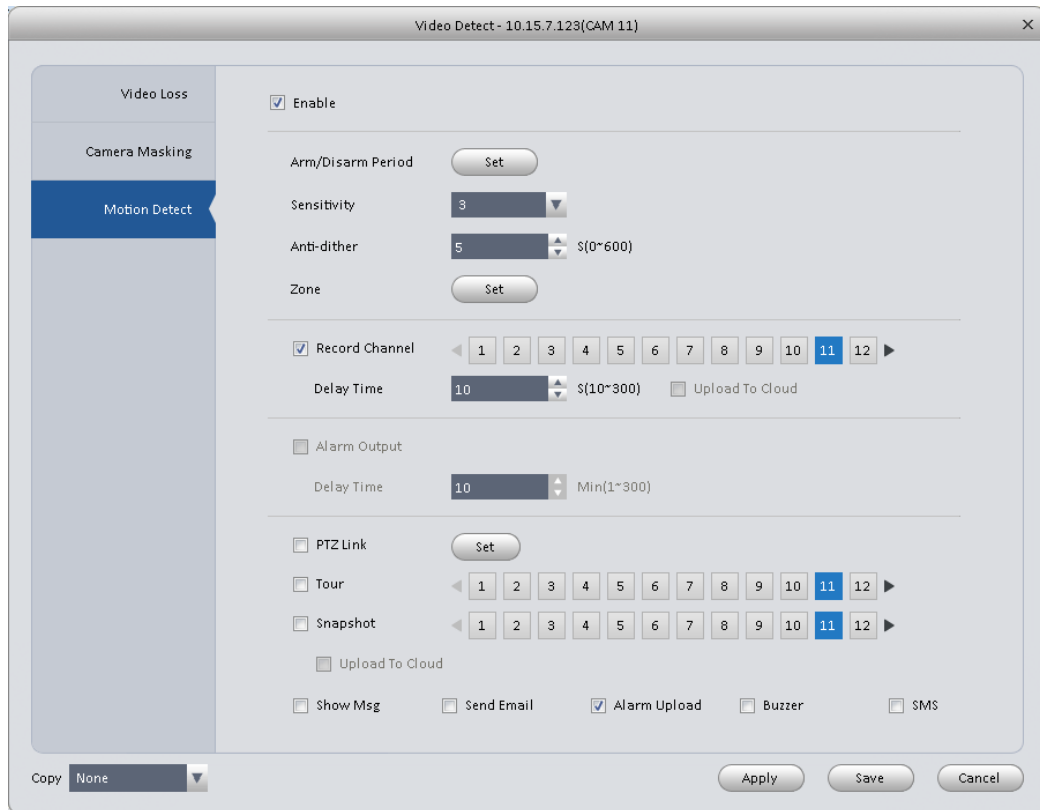 Video Detect - 10.15.7.123(CAM 11)
Video Loss
Camera Masking
Motion Detect
Enable
Arm/Disarm Period Set
Sensitivity 3
Anti-dither 5 S(0~600)
Zone Set
Record Channel 1 2 3 4 5 6 7 8 9 10 11 12
Delay Time 10 S(10~300) Upload To Cloud
Alarm Output
Delay Time 10 Min(1~300)
PTZ Link Set
Tour 1 2 3 4 5 6 7 8 9 10 11 12
Snapshot 1 2 3 4 5 6 7 8 9 10 11 12
Upload To Cloud
Show Msg Send Email Alarm Upload Buzzer SMS
Copy None Apply Save Cancel